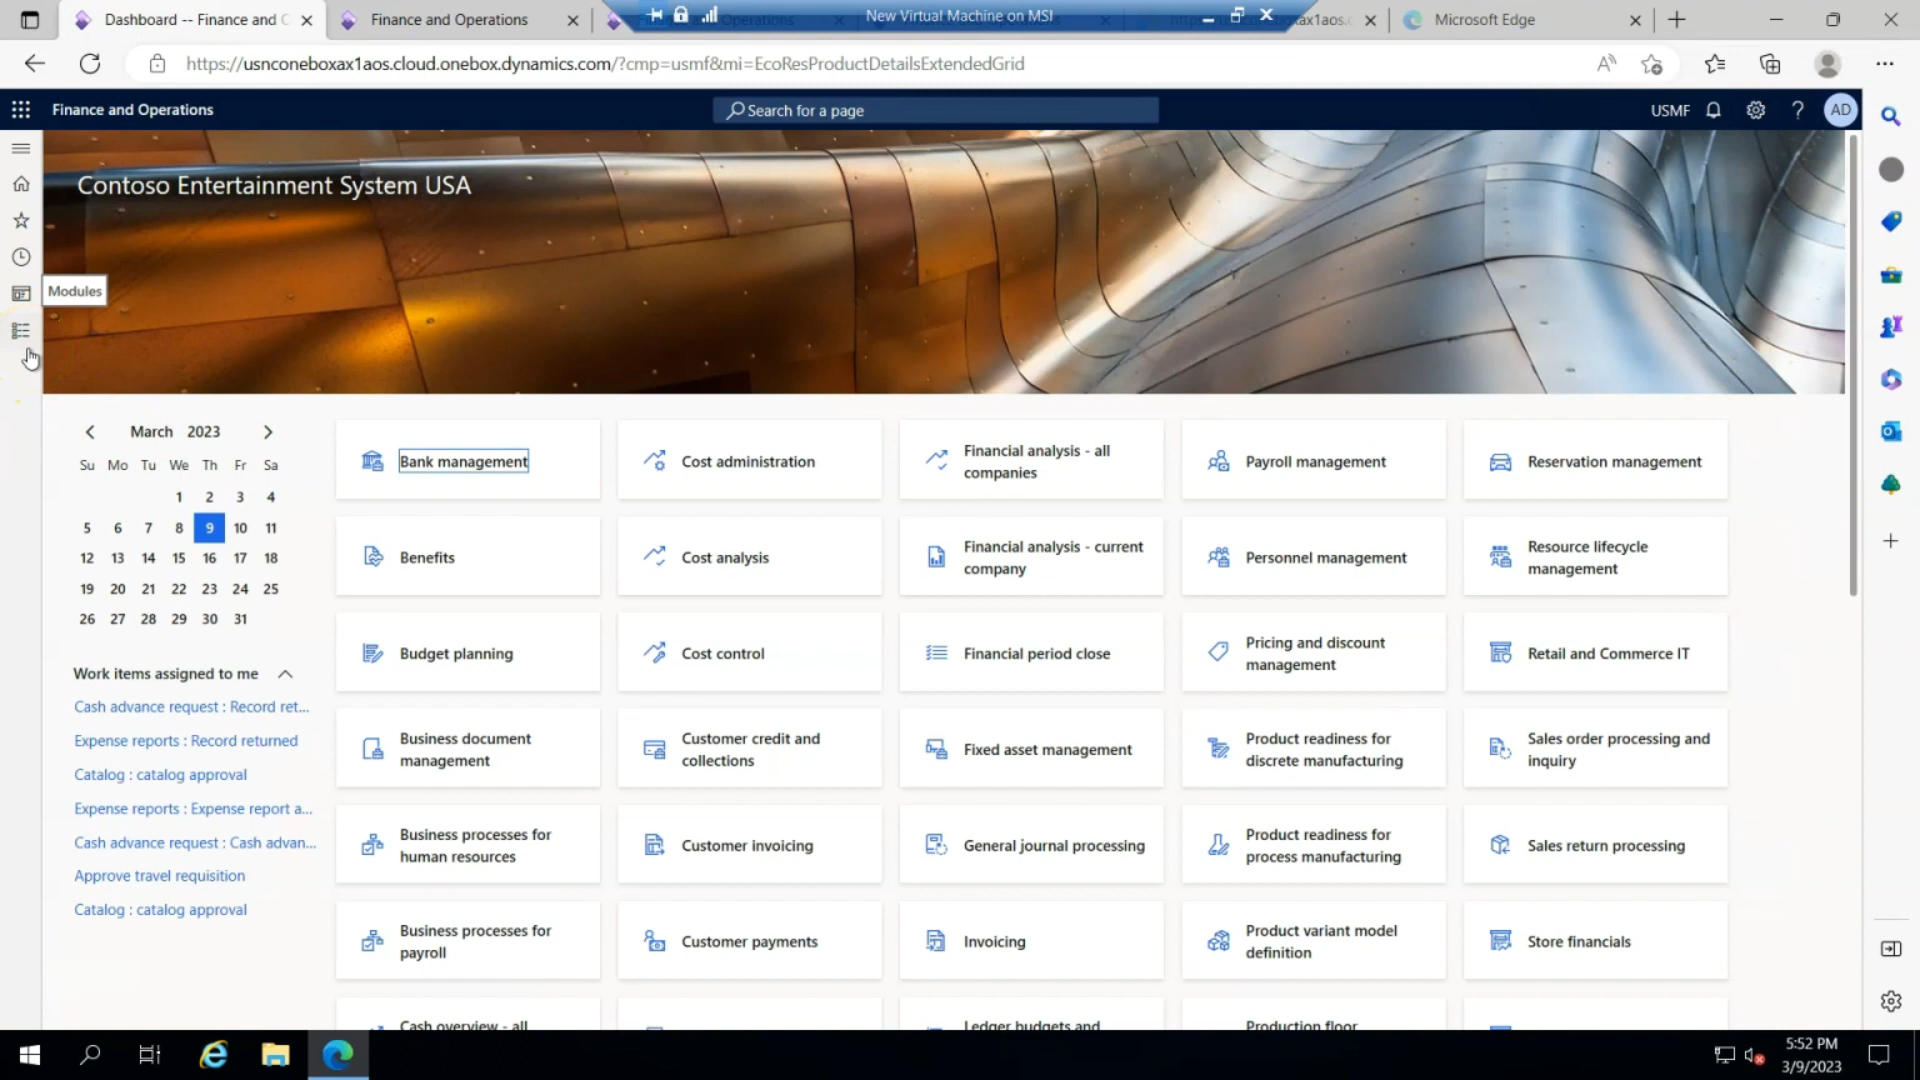 Dashboard -- Finance and C
Finance and Operations
New Virtual Machine on MSI
Microsoft Edge
https://usnconeboxax1aos.cloud.onebox.dynamics.com/?cmp=usmf&mi=EcoResProductDetailsExtendedGrid
Finance and Operations
Search for a page
USMF
?
AD
Contoso Entertainment System USA
Modules
March 2023
Su Mo Tu We Th Fr Sa
1 2 3 4
5 6 7 8 9 10 11
12 13 14 15 16 17 18
19 20 21 22 23 24 25
26 27 28 29 30 31
Work items assigned to me
Cash advance request : Record ret...
Expense reports : Record returned
Catalog : catalog approval
Expense reports : Expense report a...
Cash advance request : Cash advan...
Approve travel requisition
Catalog : catalog approval
Bank management
Cost administration
Financial analysis - all
companies
Payroll management
Reservation management
Benefits
Cost analysis
Financial analysis - current
company
Personnel management
Resource lifecycle
management
Budget planning
Cost control
Financial period close
Pricing and discount
management
Retail and Commerce IT
Business document
management
Customer credit and
collections
Fixed asset management
Product readiness for
discrete manufacturing
Sales order processing and
inquiry
Business processes for
human resources
Customer invoicing
General journal processing
Product readiness for
process manufacturing
Sales return processing
Business processes for
payroll
Customer payments
Invoicing
Product variant model
definition
Store financials
Cash overview - all
Ledger budgets and
Production floor
5:52 PM
3/9/2023